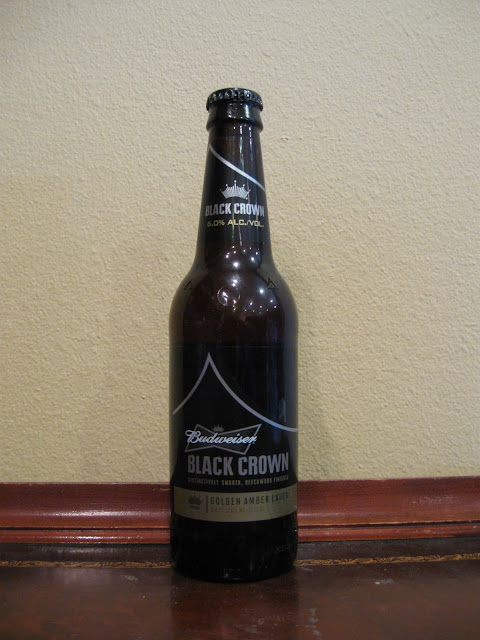 BLACK CROWN
6.0% ALC./VOL.
Budweiser
BLACK CROWN
DISTINCTIVELY SMOOTH, BEECHWOOD FINISHED
GOLDEN AMBER LAGER